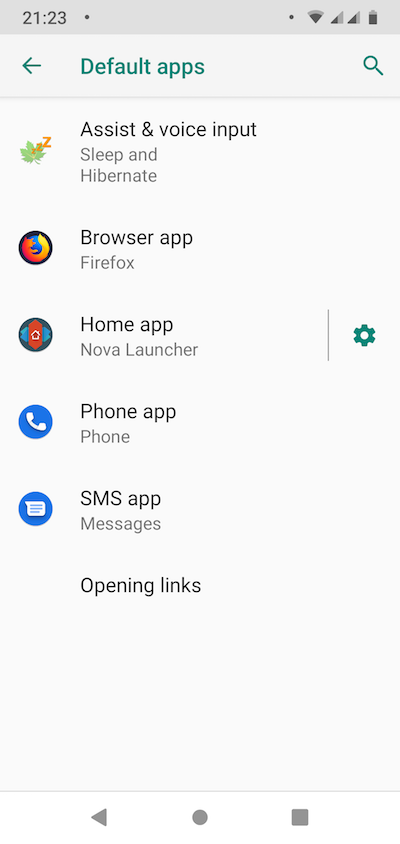 21:23
Default apps
Assist & voice input
Sleep and
Hibernate
Browser app
Firefox
Home app
Nova Launcher
Phone app
Phone
SMS app
Messages
Opening links